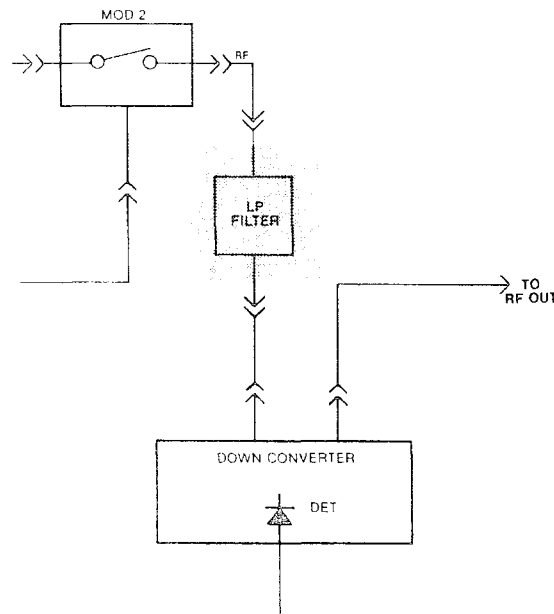 MOD 2
RF
LP
FILTER
TO
RF OUT
DOWN CONVERTER
DET